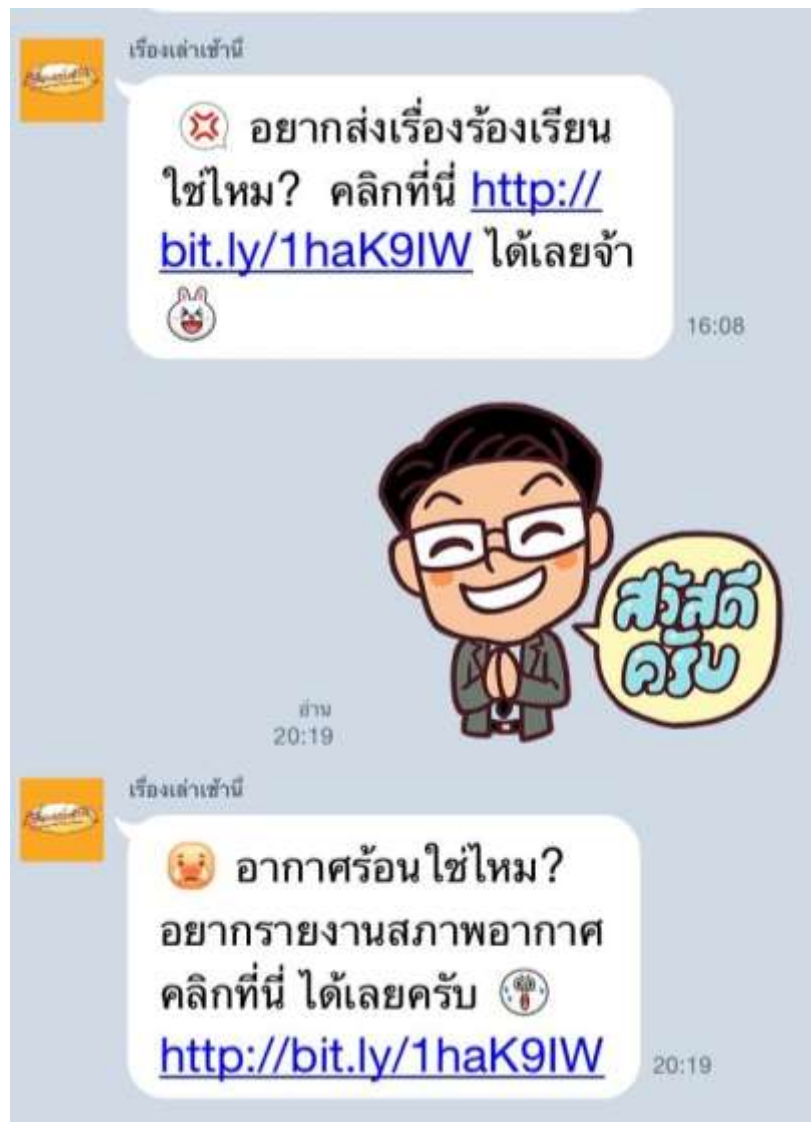 เรื่องเล่าเช้านี้
อยากส่งเรื่องร้องเรียน
ใช่ไหม? คลิกที่นี่ http://
bit.ly/1haK9IW ได้เลยจ้า
16:08
สวัสดี
ครับ
อ่าน
20:19
เรื่องเล่าเช้านี้
อากาศร้อนใช่ไหม?
อยากรายงานสภาพอากาศ
คลิกที่นี่ ได้เลยครับ
http://bit.ly/1haK9IW
20:19